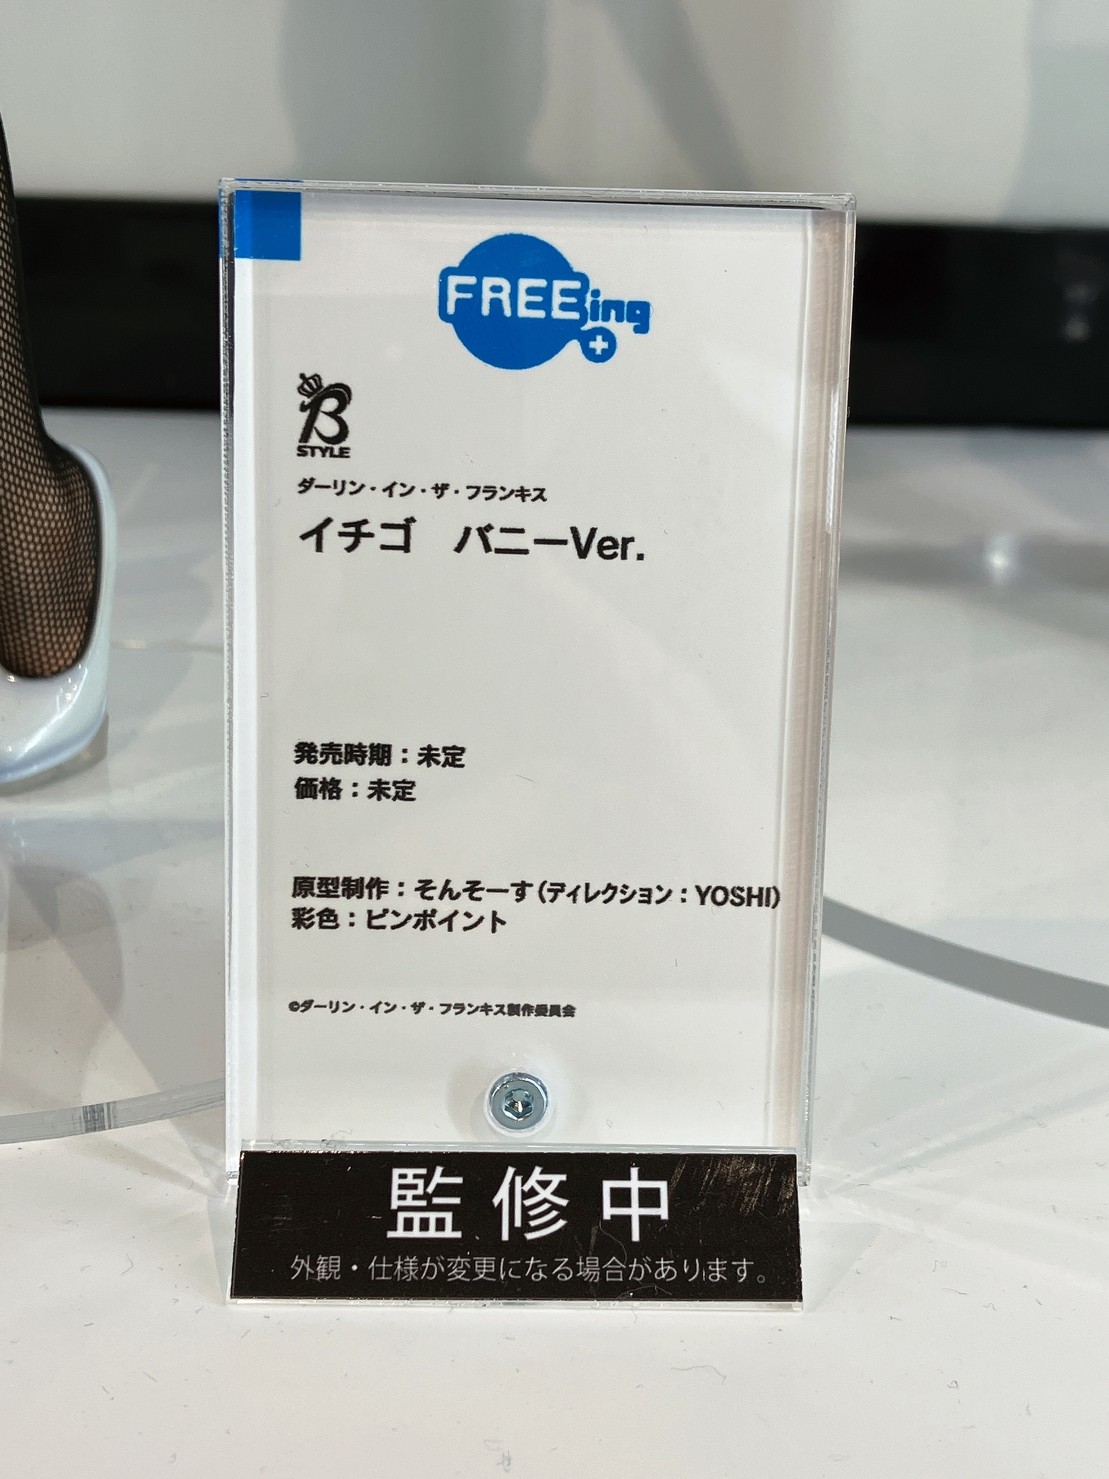 FREEing
B
STYLE
ダーリン・イン・ザ・フランキス
イチゴ　バニーVer.
発売時期：未定
価格：未定
原型制作：そんそーす（ディレクション：YOSHI）
彩色：ピンポイント
©ダーリン・イン・ザ・フランキス製作委員会
監修中
外観・仕様が変更になる場合があります。